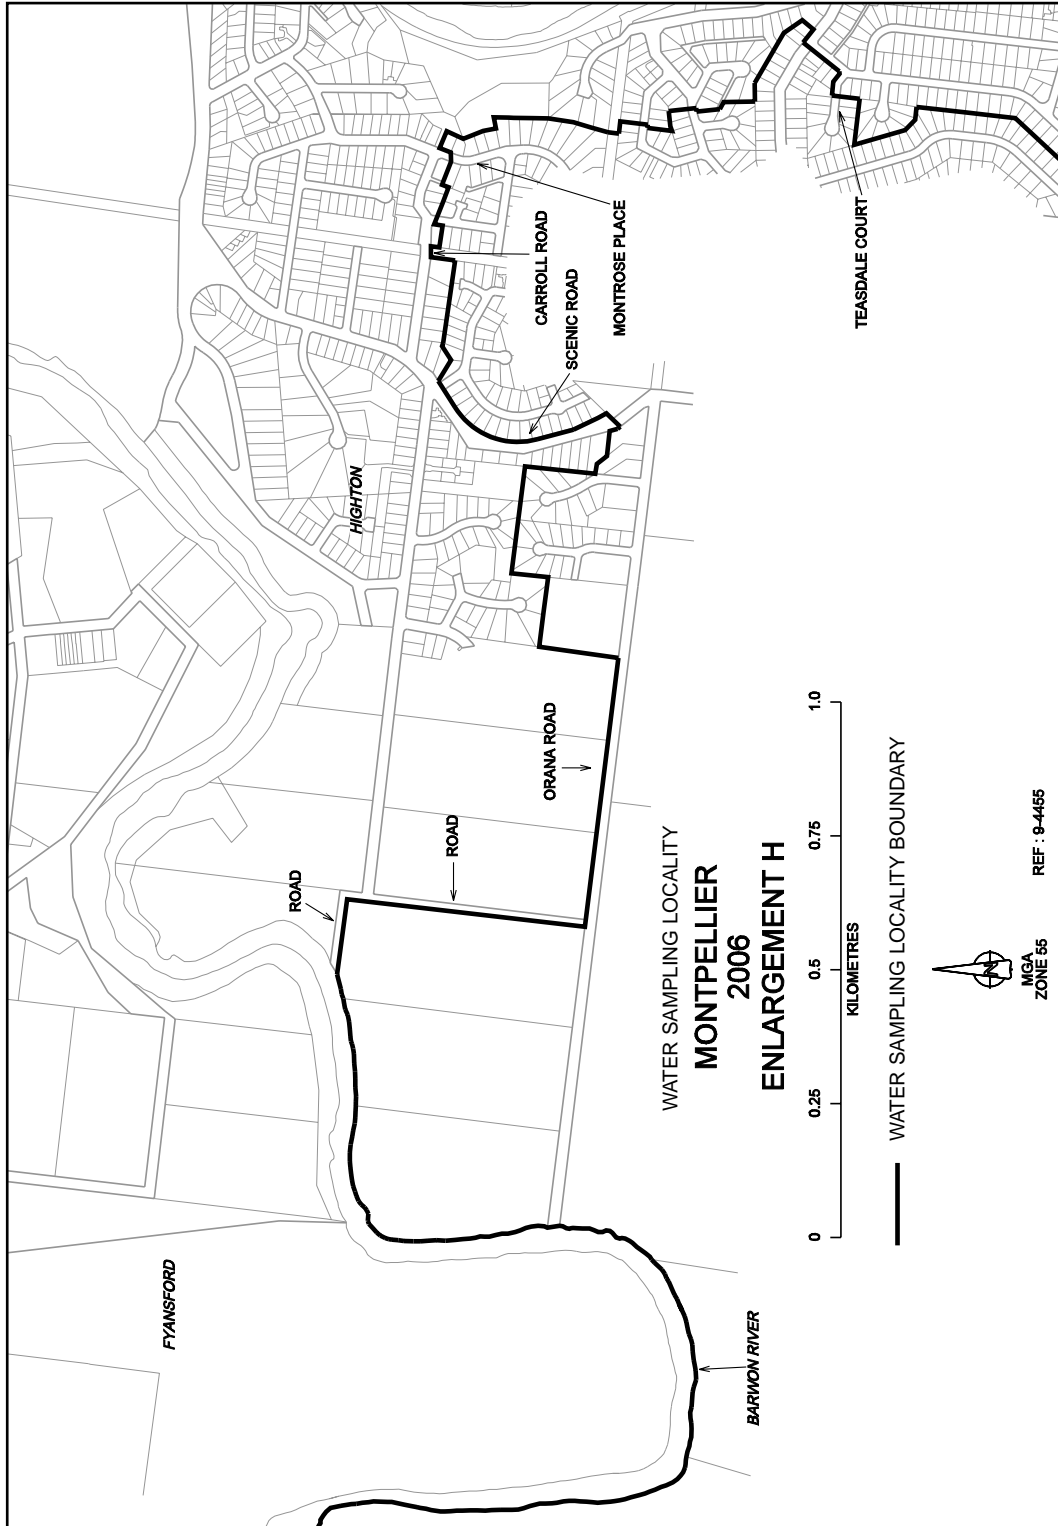 FYANSFORD
HIGHTON
ROAD
ROAD
ORANA ROAD
CARROLL ROAD
SCENIC ROAD
MONTROSE PLACE
TEASDALE COURT
BARWON RIVER
WATER SAMPLING LOCALITY
MONTPELLIER
2006
ENLARGEMENT H
0 0.25 0.5 0.75 1.0
KILOMETRES
WATER SAMPLING LOCALITY BOUNDARY
N
MGA
ZONE 55
REF : 9-4455